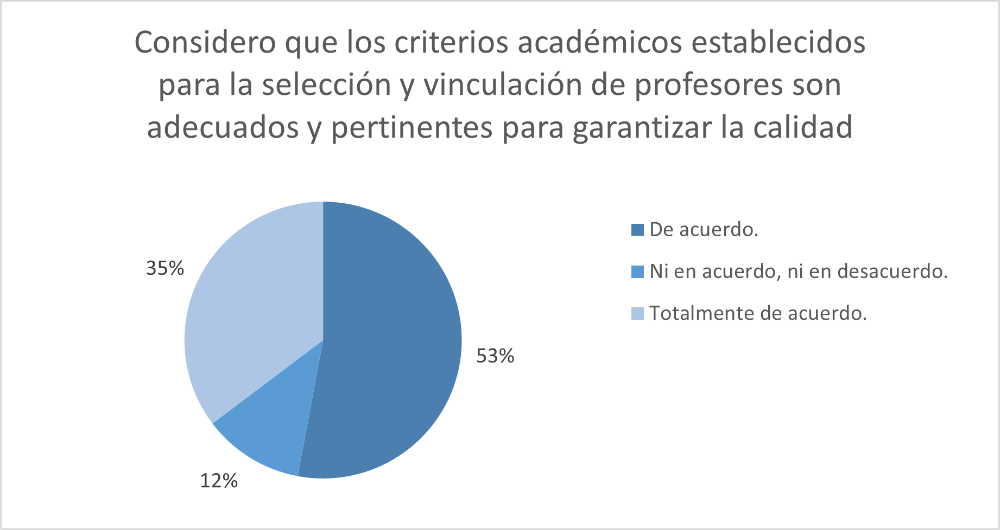 Considero que los criterios académicos establecidos
para la selección y vinculación de profesores son
adecuados y pertinentes para garantizar la calidad
35%
53%
12%
De acuerdo.
Ni en acuerdo, ni en desacuerdo.
Totalmente de acuerdo.